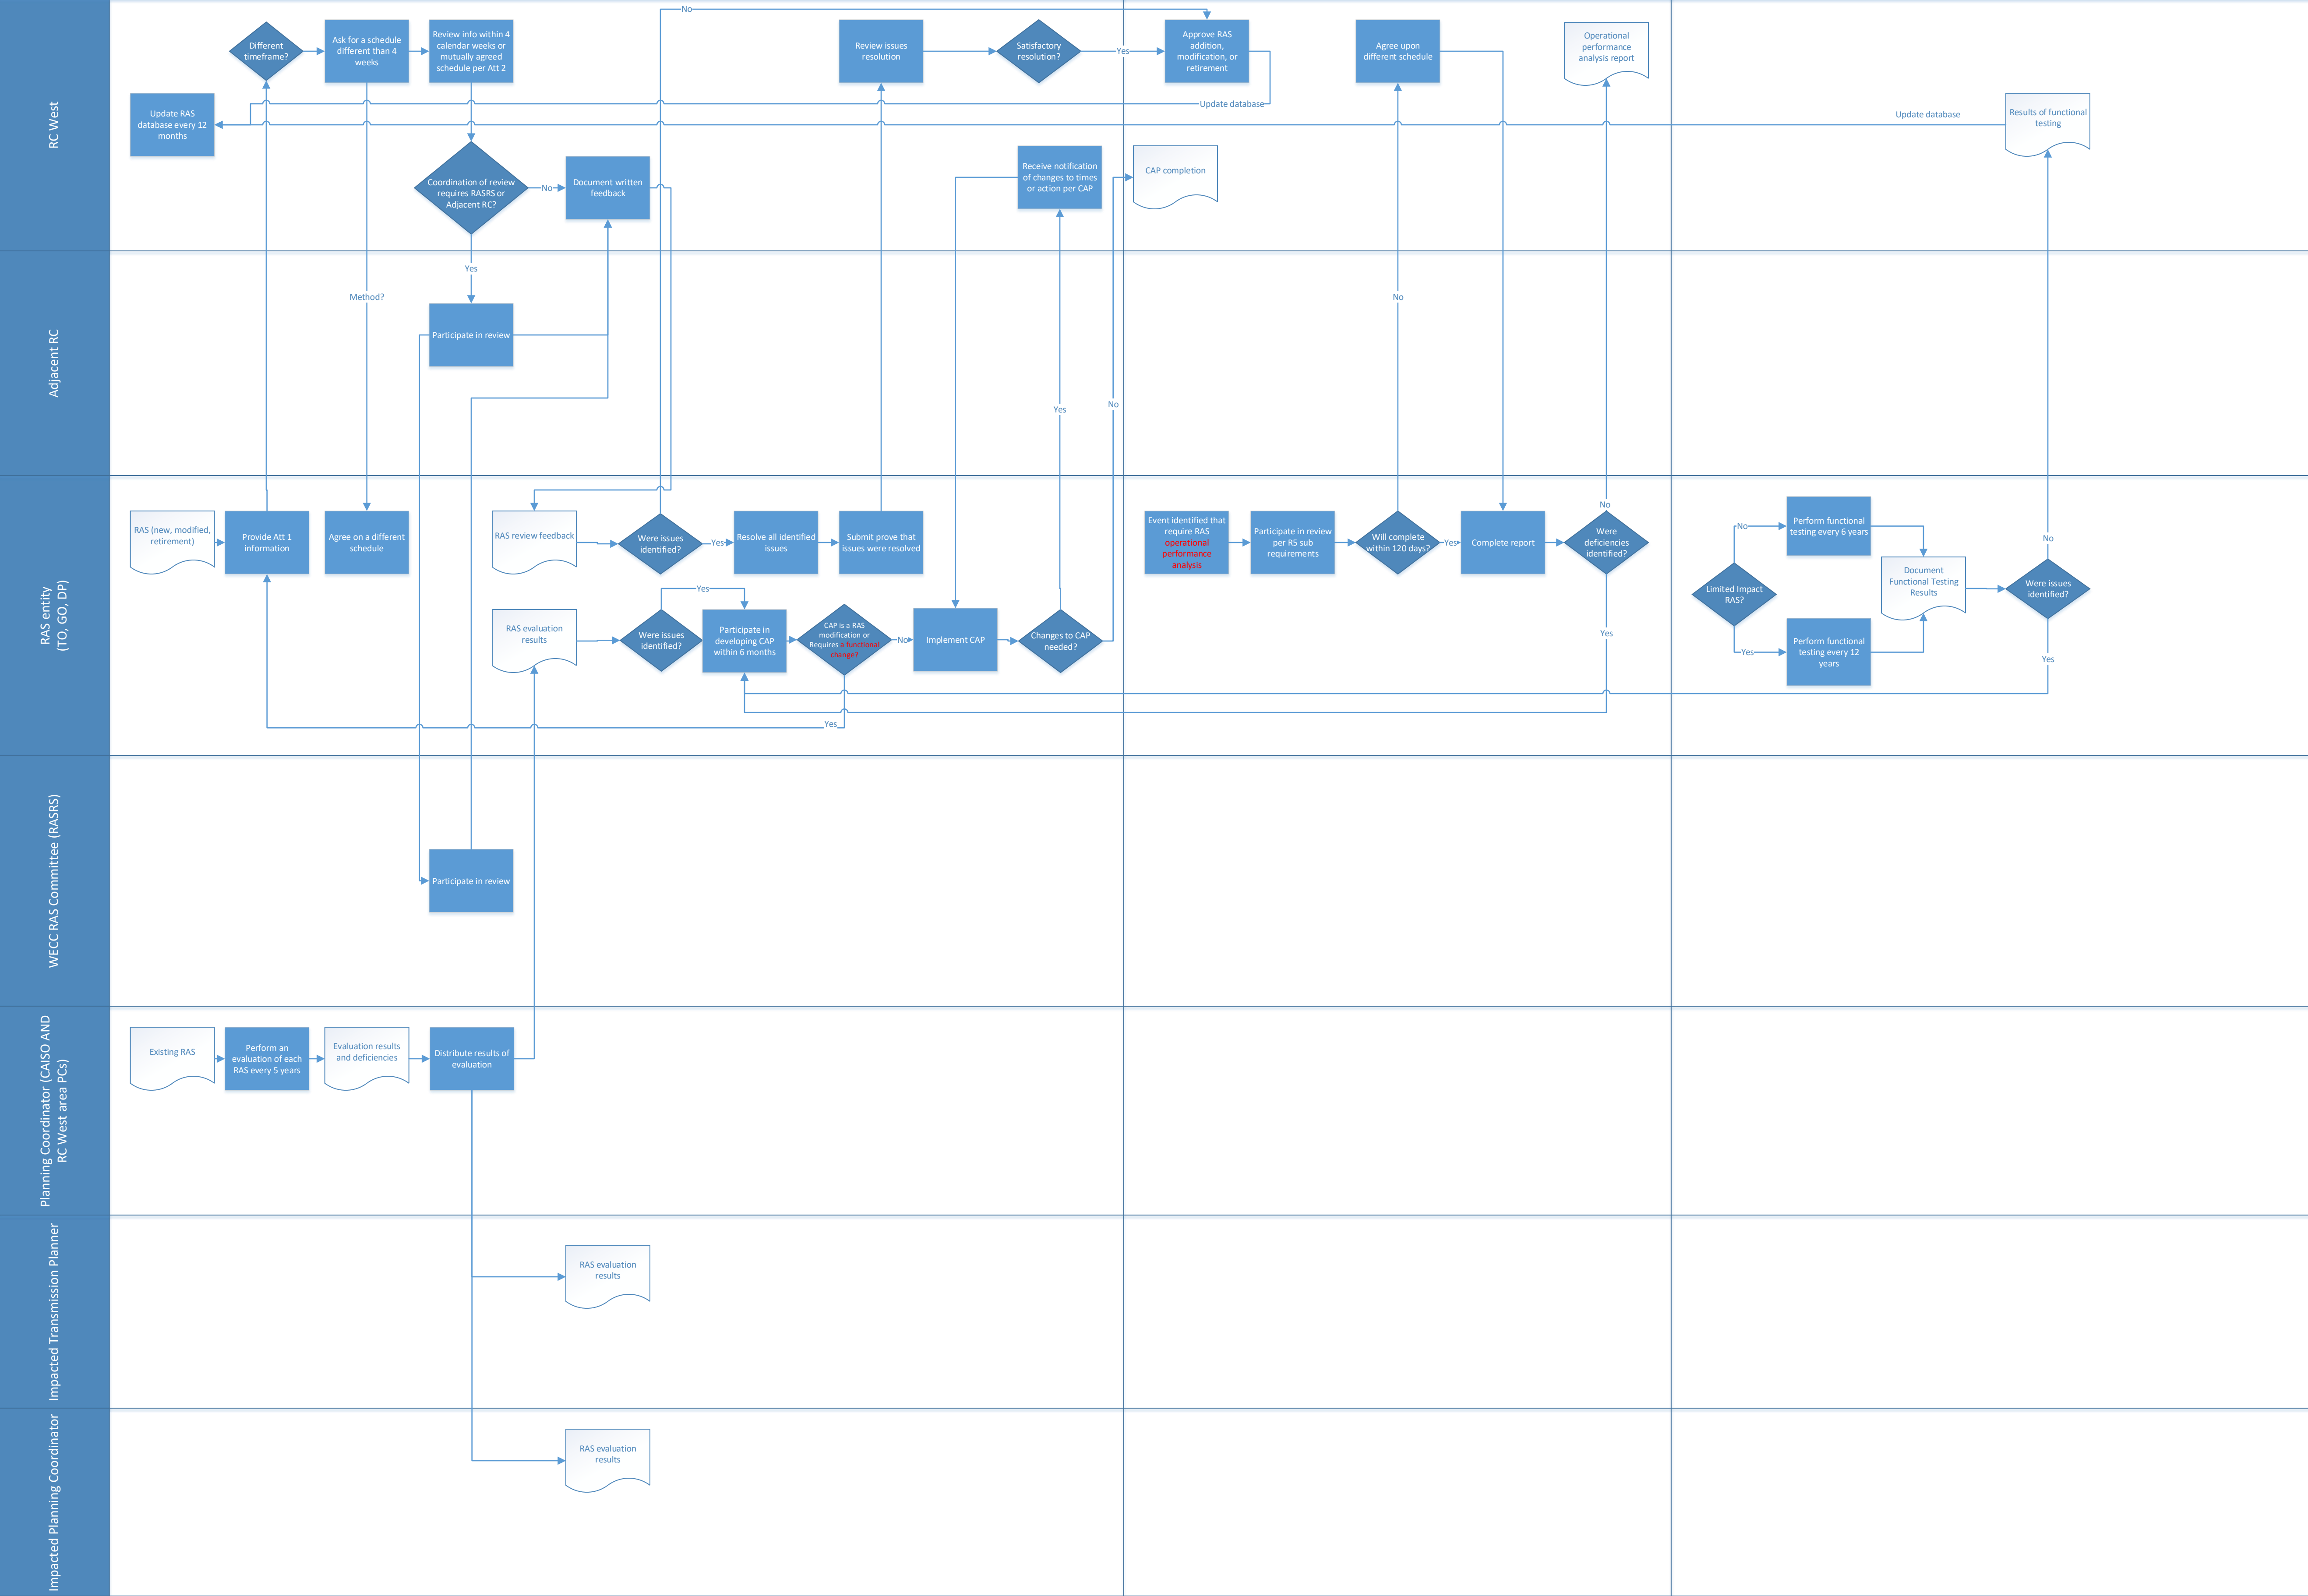 RC West
Different
timeframe?
Ask for a schedule
different than 4
weeks
Review info within 4
calendar weeks or
mutually agreed
schedule per Att 2
No
Review issues
resolution
Satisfactory
resolution?
Yes
Approve RAS
addition,
modification, or
retirement
Agree upon
different schedule
Operational
performance
analysis report
Update RAS
database every 12
months
Update database
Update database
Results of functional
testing
Coordination of review
requires RASRS or
Adjacent RC?
No
Document written
feedback
Receive notification
of changes to times
or action per CAP
CAP completion
Adjacent RC
Yes
Method?
Participate in review
No
Yes
No
RAS entity
(TO, GO, DP)
RAS (new, modified,
retirement)
Provide Att 1
information
Agree on a different
schedule
RAS review feedback
Were issues
identified?
Yes
Resolve all identified
issues
Submit prove that
issues were resolved
Event identified that
require RAS
operational
performance
analysis
Participate in review
per R5 sub
requirements
Will complete
within 120 days?
Yes
Complete report
No
Were
deficiencies
identified?
Yes
RAS evaluation
results
Were issues
identified?
Yes
Participate in
developing CAP
within 6 months
CAP is a RAS
modification or
Requires a functional
change?
No
Yes
Implement CAP
Changes to CAP
needed?
Limited Impact
RAS?
No
Perform functional
testing every 6 years
Yes
Perform functional
testing every 12
years
Document
Functional Testing
Results
No
Were issues
identified?
Yes
WECC RAS Committee (RASRS)
Participate in review
Planning Coordinator (CAISO AND
RC West area PCs)
Existing RAS
Perform an
evaluation of each
RAS every 5 years
Evaluation results
and deficiencies
Distribute results of
evaluation
Impacted Transmission Planner
RAS evaluation
results
Impacted Planning Coordinator
RAS evaluation
results